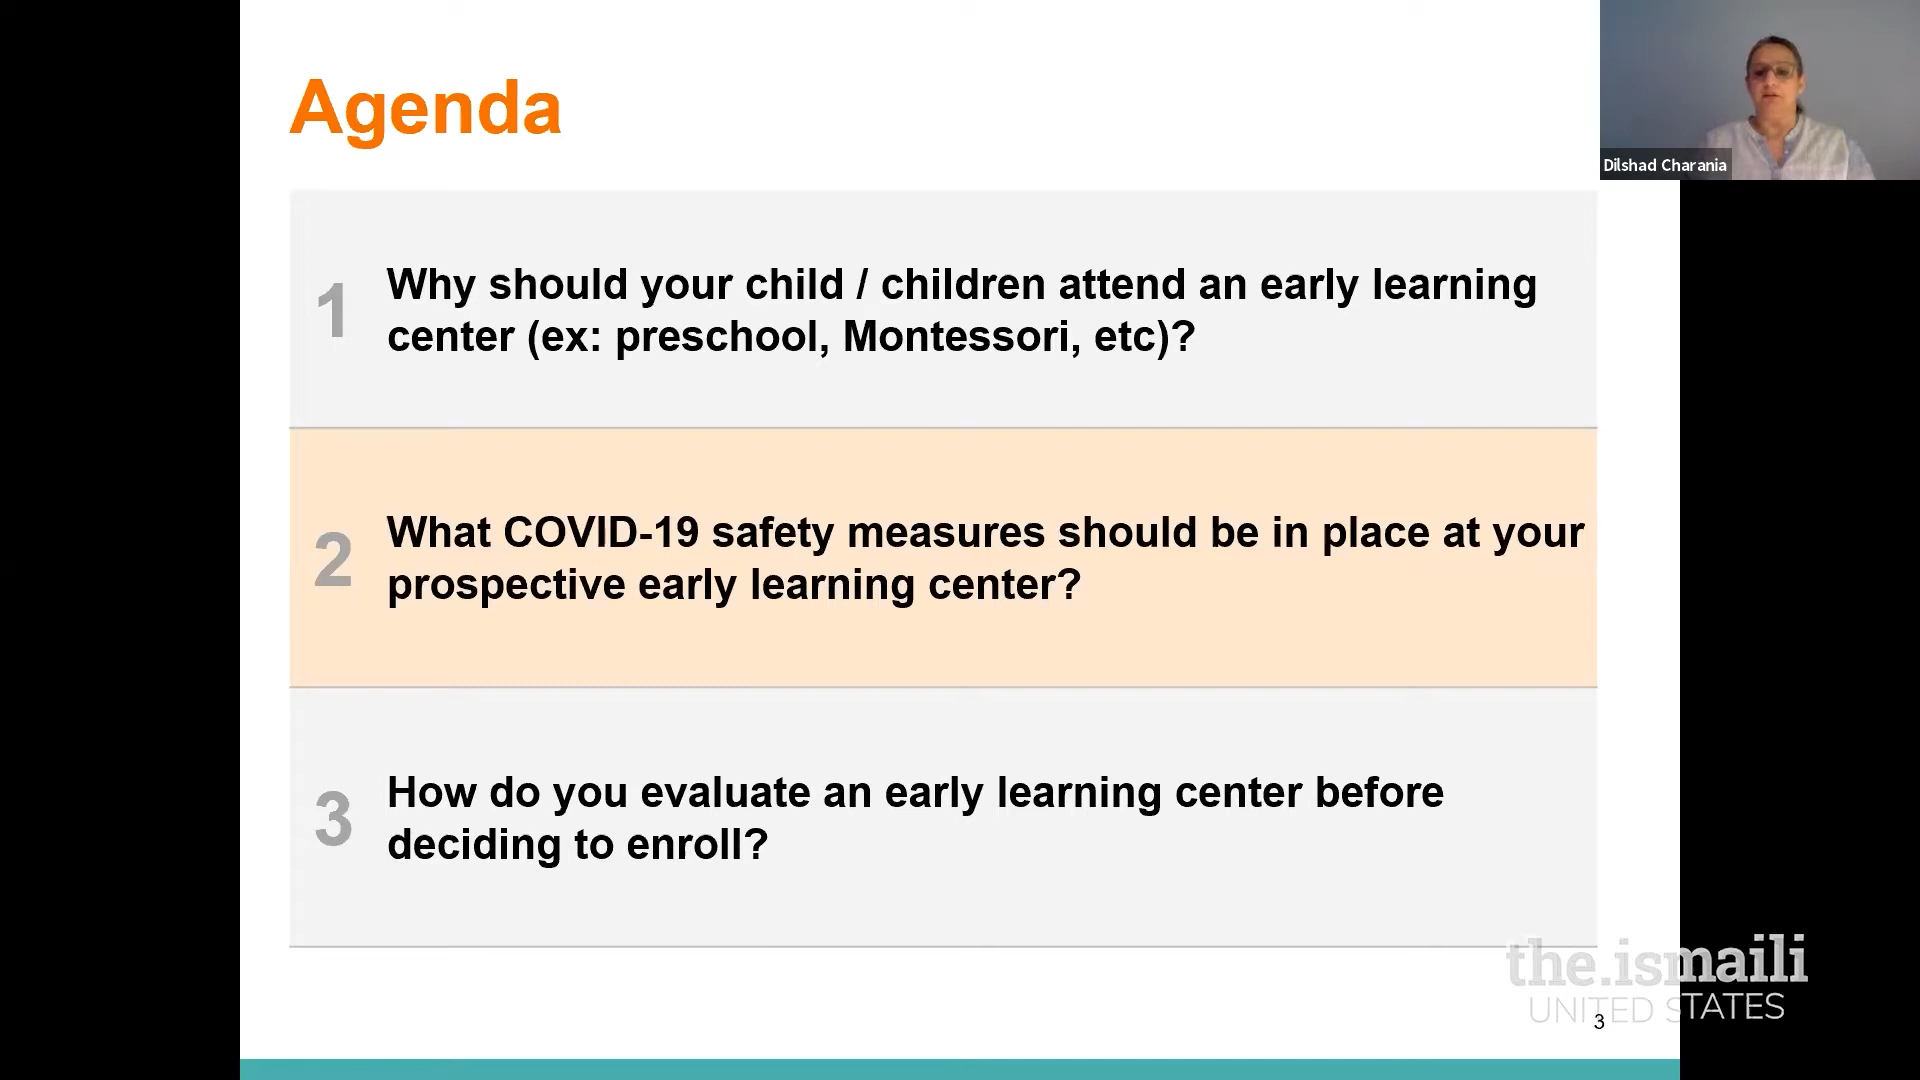 Agenda
Dilshad Charania
1
Why should your child / children attend an early learning
center (ex: preschool, Montessori, etc)?
2
What COVID-19 safety measures should be in place at your
prospective early learning center?
3
How do you evaluate an early learning center before
deciding to enroll?
the.ismaili
UNITED STATES
3